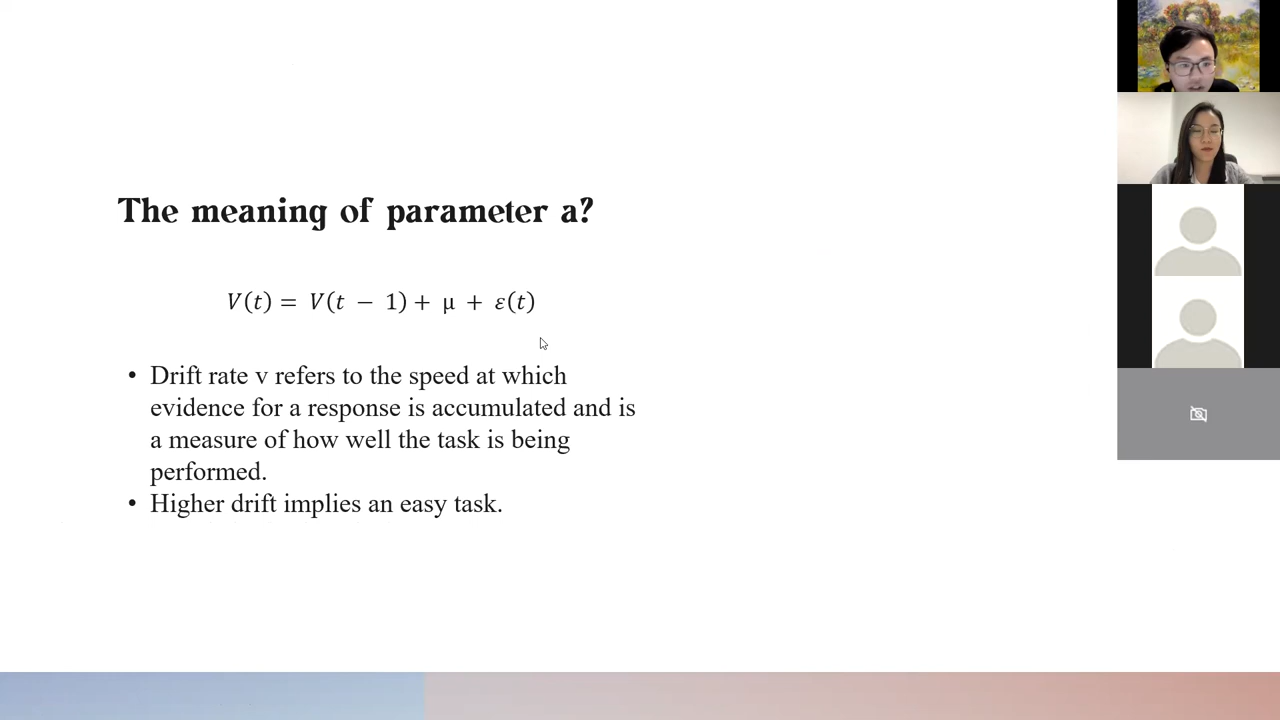 The meaning of parameter a?
V(t) = V(t − 1) + μ + ε(t)
• Drift rate v refers to the speed at which
evidence for a response is accumulated and is
a measure of how well the task is being
performed.
• Higher drift implies an easy task.